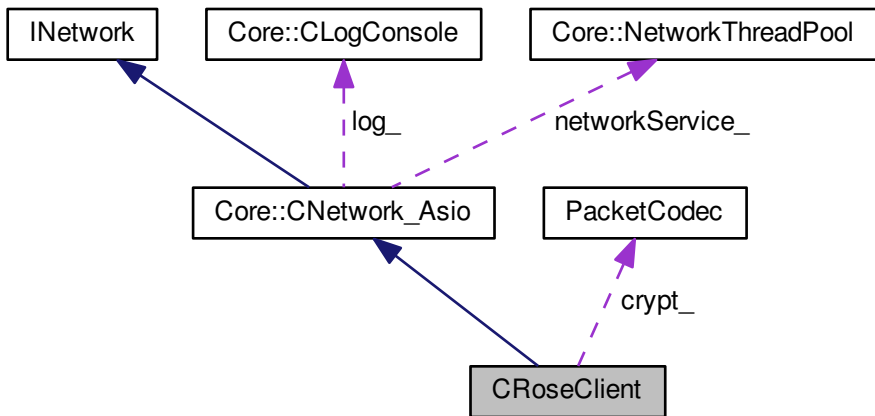 INetwork
Core::CLogConsole
Core::NetworkThreadPool
log_
networkService_
Core::CNetwork_Asio
PacketCodec
crypt_
CRoseClient